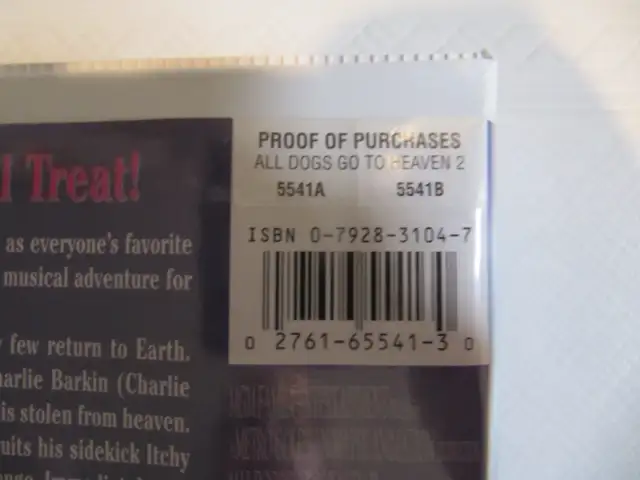 l Treat!
as everyone's favorite
musical adventure for
few return to Earth.
arlie Barkin (Charlie
is stolen from heaven.
uits his sidekick Itchy
PROOF OF PURCHASES
ALL DOGS GO TO HEAVEN 2
5541A 5541B
ISBN 0-7928-3104-7
0 2761-65541-3 0